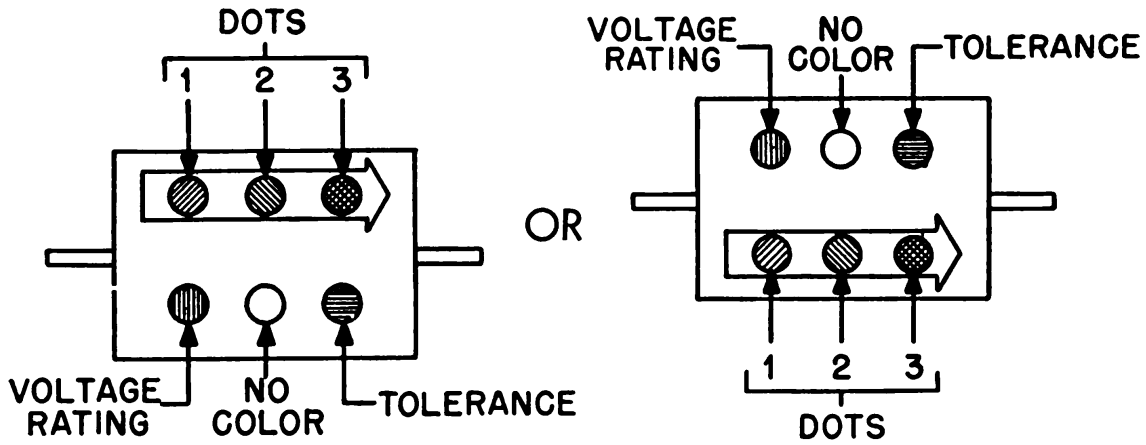 DOTS
1 2 3
VOLTAGE
RATING
NO
COLOR
TOLERANCE
OR
VOLTAGE
RATING
NO
COLOR
TOLERANCE
1 2 3
DOTS